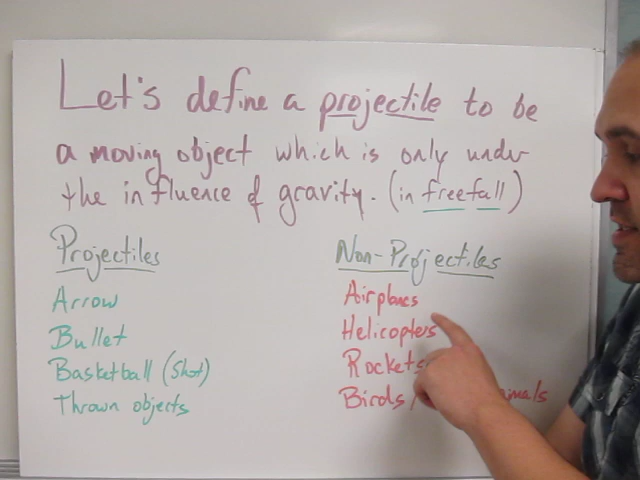 Let's define a projectile to be
a moving object which is only under
the influence of gravity. (in freefall)
Projectiles
Arrow
Bullet
Basketball (Shot)
Thrown objects
Non-Projectiles
Airplanes
Helicopters
Rockets
Birds/